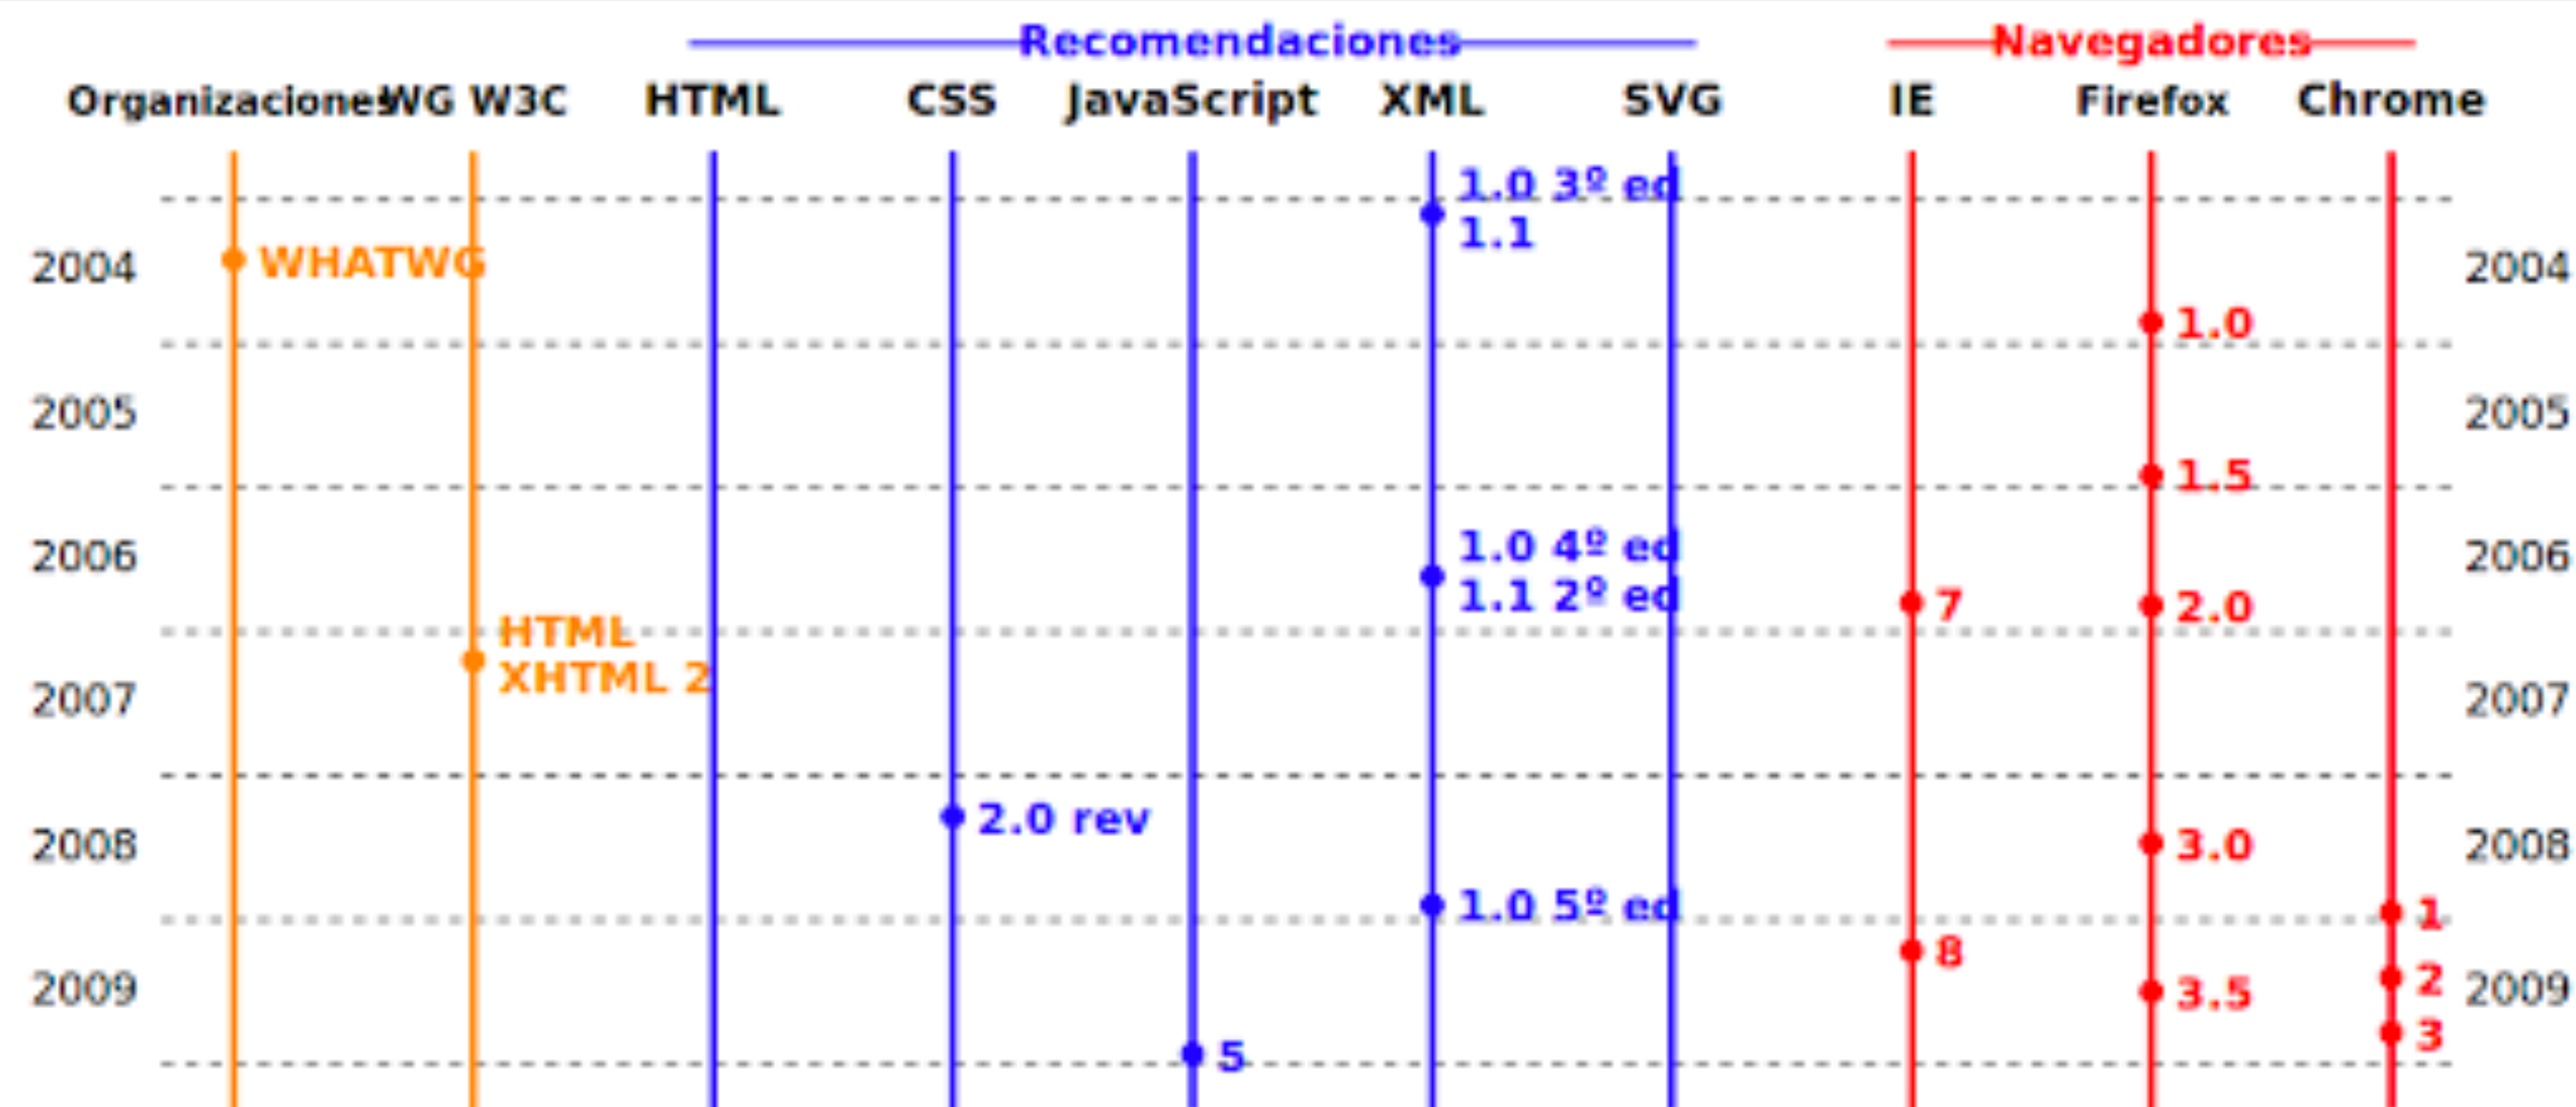 Recomendaciones
Navegadores
Organizaciones
WG W3C
HTML
CSS
JavaScript
XML
SVG
IE
Firefox
Chrome
1.0 3º ed
1.1
2004
WHATWG
2004
1.0
2005
2005
1.5
1.0 4º ed
2006
2006
1.1 2º ed
7
2.0
HTML
XHTML 2
2007
2007
2.0 rev
2008
3.0
2008
1.0 5º ed
1
8
2
2009
3.5
2009
3
5